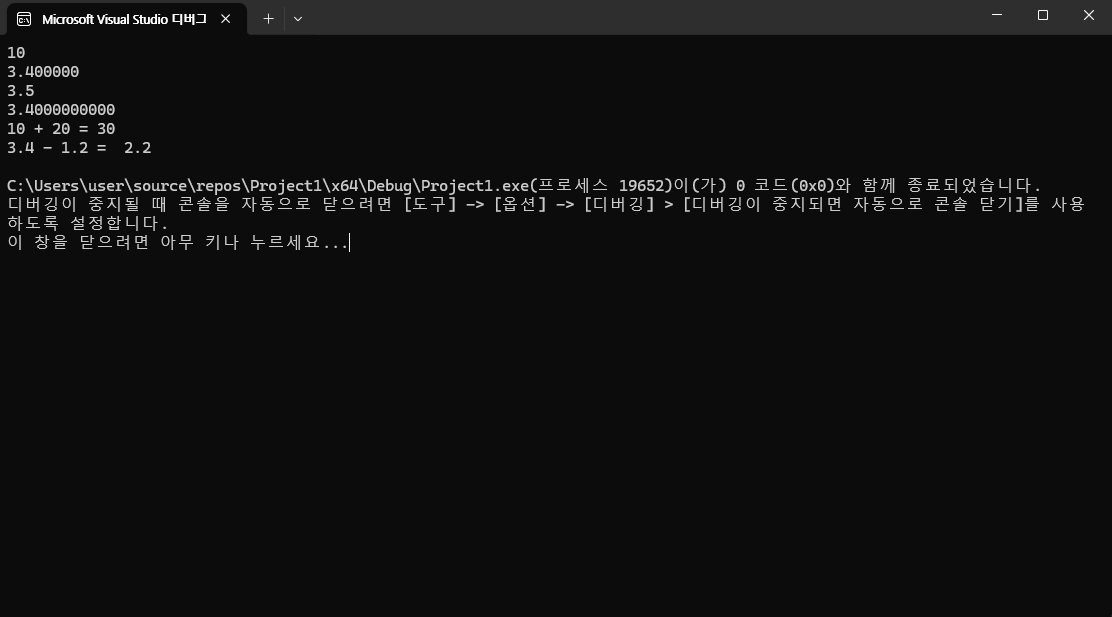 Microsoft Visual Studio 디버그
10
3.400000
3.5
3.4000000000
10 + 20 = 30
3.4 - 1.2 =  2.2
C:\Users\user\source\repos\Project1\x64\Debug\Project1.exe(프로세스 19652)이(가) 0 코드(0x0)와 함께 종료되었습니다.
디버깅이 중지될 때 콘솔을 자동으로 닫으려면 [도구] -> [옵션] -> [디버깅] > [디버깅이 중지되면 자동으로 콘솔 닫기]를 사용
하도록 설정합니다.
이 창을 닫으려면 아무 키나 누르세요...